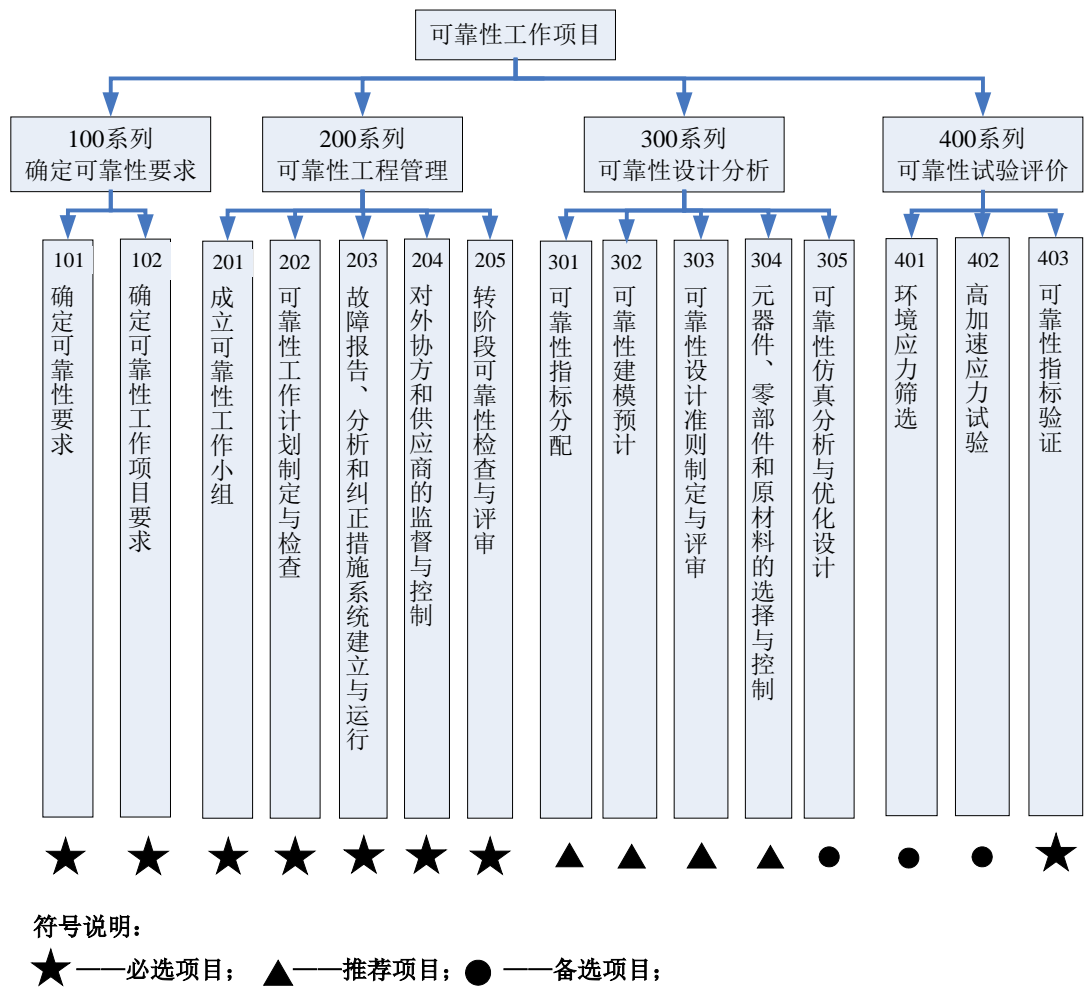 可靠性工作项目
100系列
确定可靠性要求
200系列
可靠性工程管理
300系列
可靠性设计分析
400系列
可靠性试验评价
101
确定可靠性要求
102
确定可靠性工作项目要求
201
成立可靠性工作小组
202
可靠性工作计划制定与检查
203
故障报告、分析和纠正措施系统建立与运行
204
对外协方和供应商的监督与控制
205
转阶段可靠性检查与评审
301
可靠性指标分配
302
可靠性建模预计
303
可靠性设计准则制定与评审
304
元器件、零部件和原材料的选择与控制
305
可靠性仿真分析与优化设计
401
环境应力筛选
402
高加速应力试验
403
可靠性指标验证
符号说明：
★——必选项目；▲——推荐项目；●——备选项目；